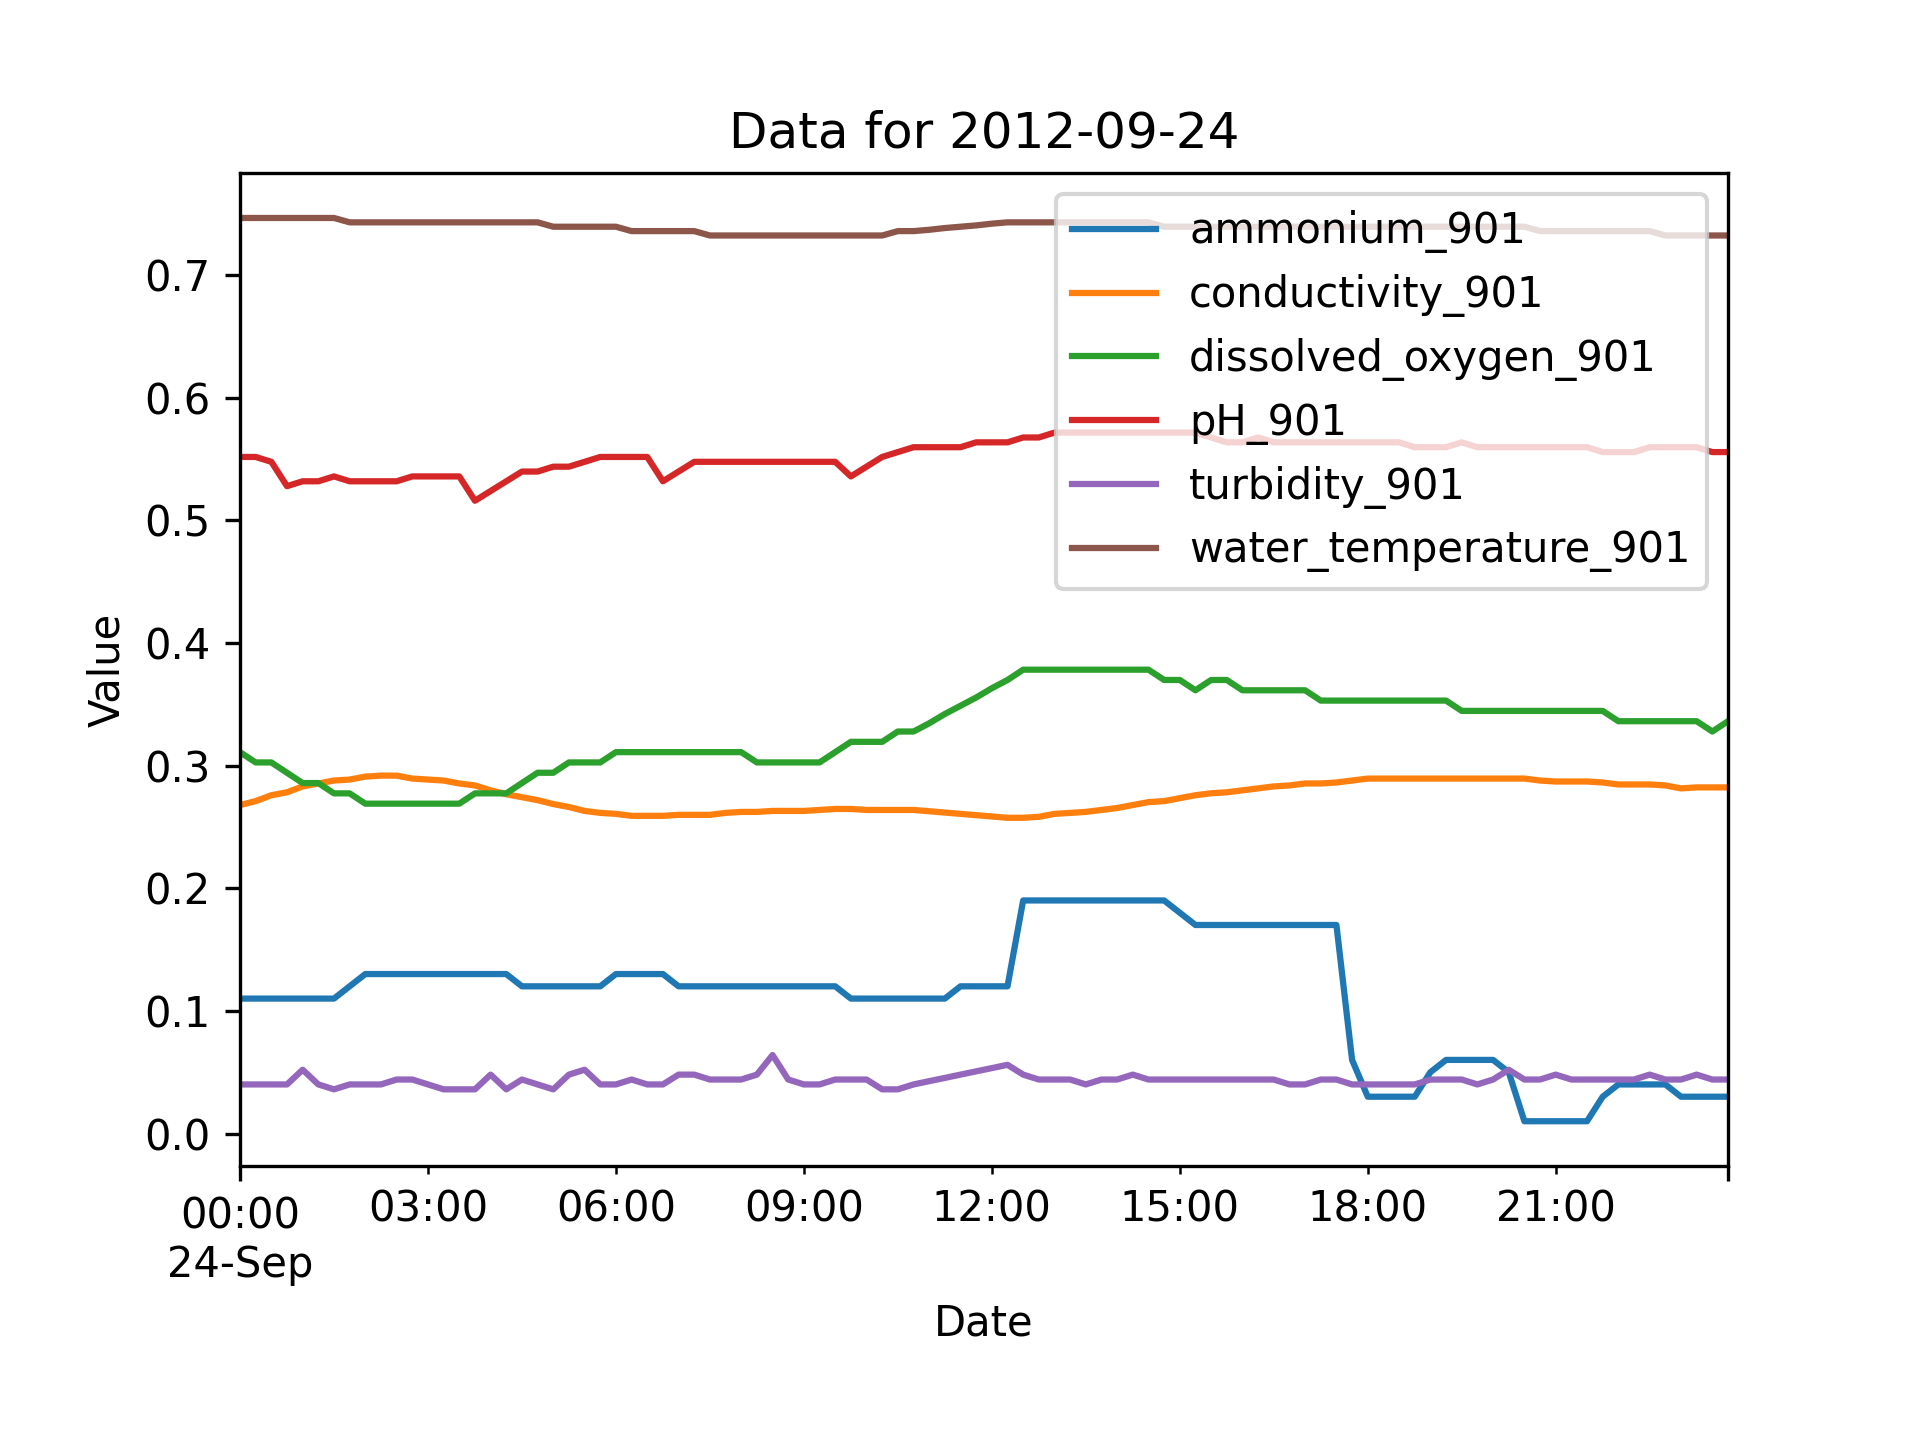 Data for 2012-09-24
ammonium_901
conductivity_901
dissolved_oxygen_901
pH_901
turbidity_901
water_temperature_901
Value
0.7
0.6
0.5
0.4
0.3
0.2
0.1
0.0
00:00 03:00 06:00 09:00 12:00 15:00 18:00 21:00
24-Sep
Date